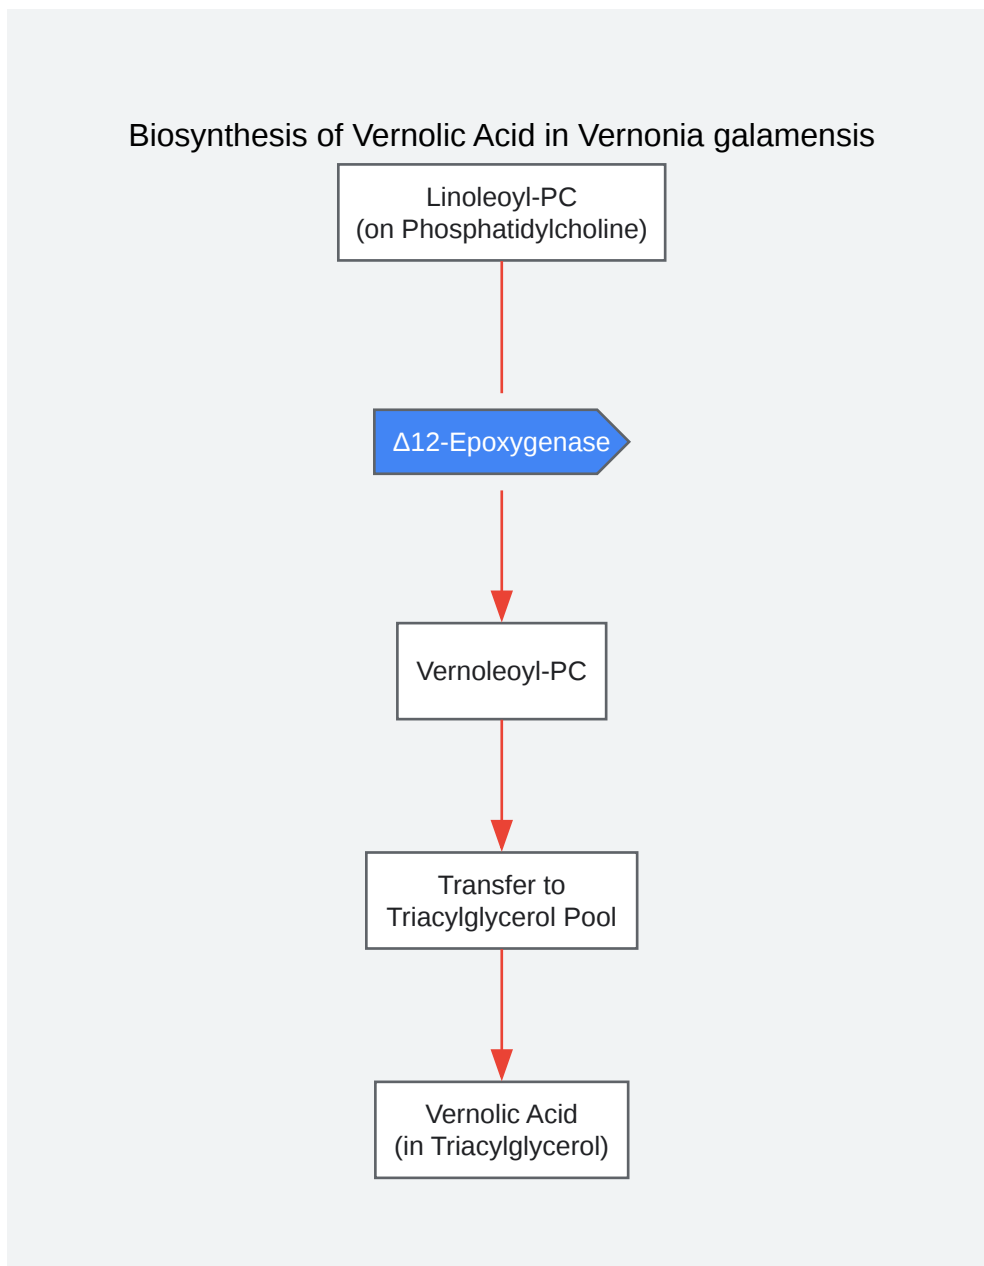 Biosynthesis of Vernolic Acid in Vernonia galamensis
Linoleoyl-PC
(on Phosphatidylcholine)
Δ12-Epoxygenase
Vernoleoyl-PC
Transfer to
Triacylglycerol Pool
Vernolic Acid
(in Triacylglycerol)